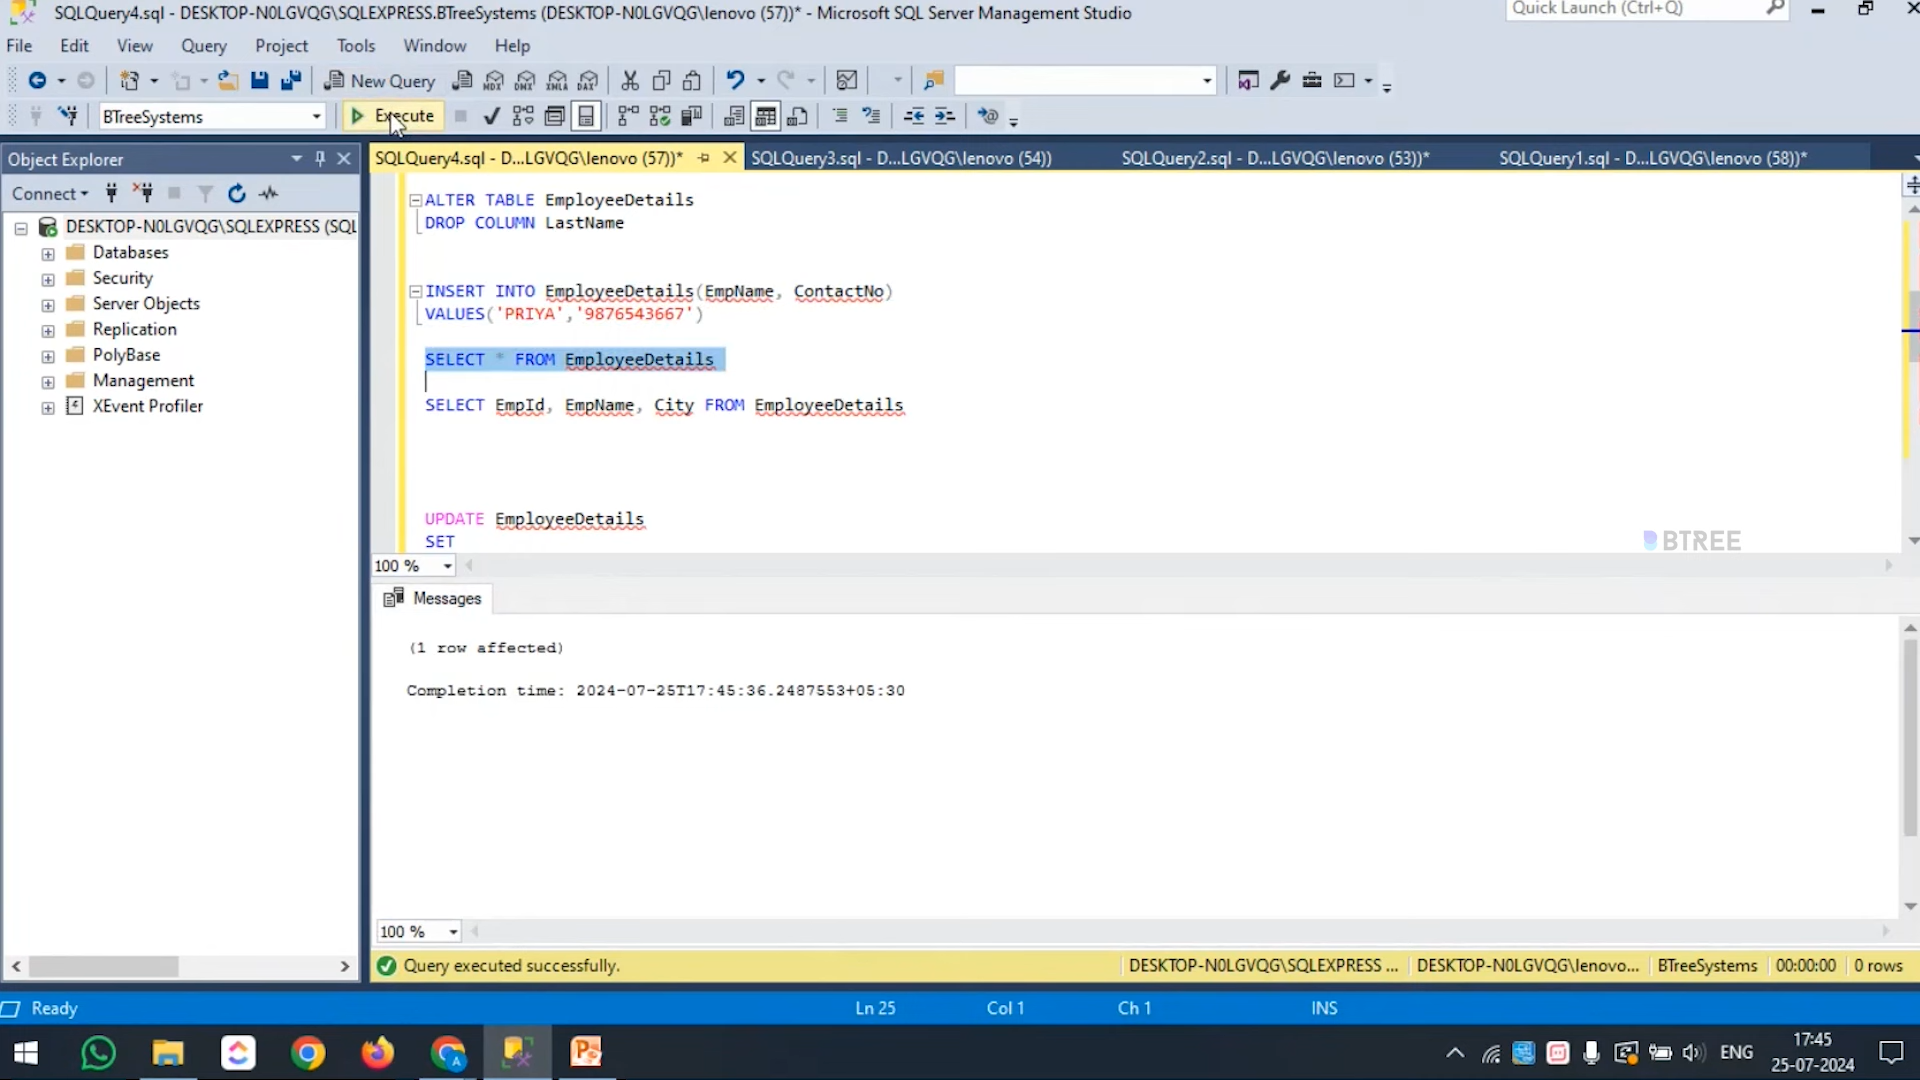 SQLQuery4.sql - DESKTOP-N0LGVQG\SQLEXPRESS.BTreeSystems (DESKTOP-N0LGVQG\lenovo (57))* - Microsoft SQL Server Management Studio
Quick Launch (Ctrl+Q)
File Edit View Query Project Tools Window Help
New Query MDX DMX XMLA DAX
BTreeSystems Execute
Object Explorer
SQLQuery4.sql - D...LGVQG\lenovo (57))* SQLQuery3.sql - D...LGVQG\lenovo (54)) SQLQuery2.sql - D...LGVQG\lenovo (53))* SQLQuery1.sql - D...LGVQG\lenovo (58))*
Connect
DESKTOP-N0LGVQG\SQLEXPRESS (SQL
Databases
Security
Server Objects
Replication
PolyBase
Management
XEvent Profiler
ALTER TABLE EmployeeDetails
DROP COLUMN LastName
INSERT INTO EmployeeDetails(EmpName, ContactNo)
VALUES('PRIYA','9876543667')
SELECT * FROM EmployeeDetails
SELECT EmpId, EmpName, City FROM EmployeeDetails
UPDATE EmployeeDetails
SET
BTREE
100 %
Messages
(1 row affected)
Completion time: 2024-07-25T17:45:36.2487553+05:30
100 %
Query executed successfully. DESKTOP-N0LGVQG\SQLEXPRESS ... DESKTOP-N0LGVQG\lenovo... BTreeSystems 00:00:00 0 rows
Ready Ln 25 Col 1 Ch 1 INS
ENG
17:45
25-07-2024